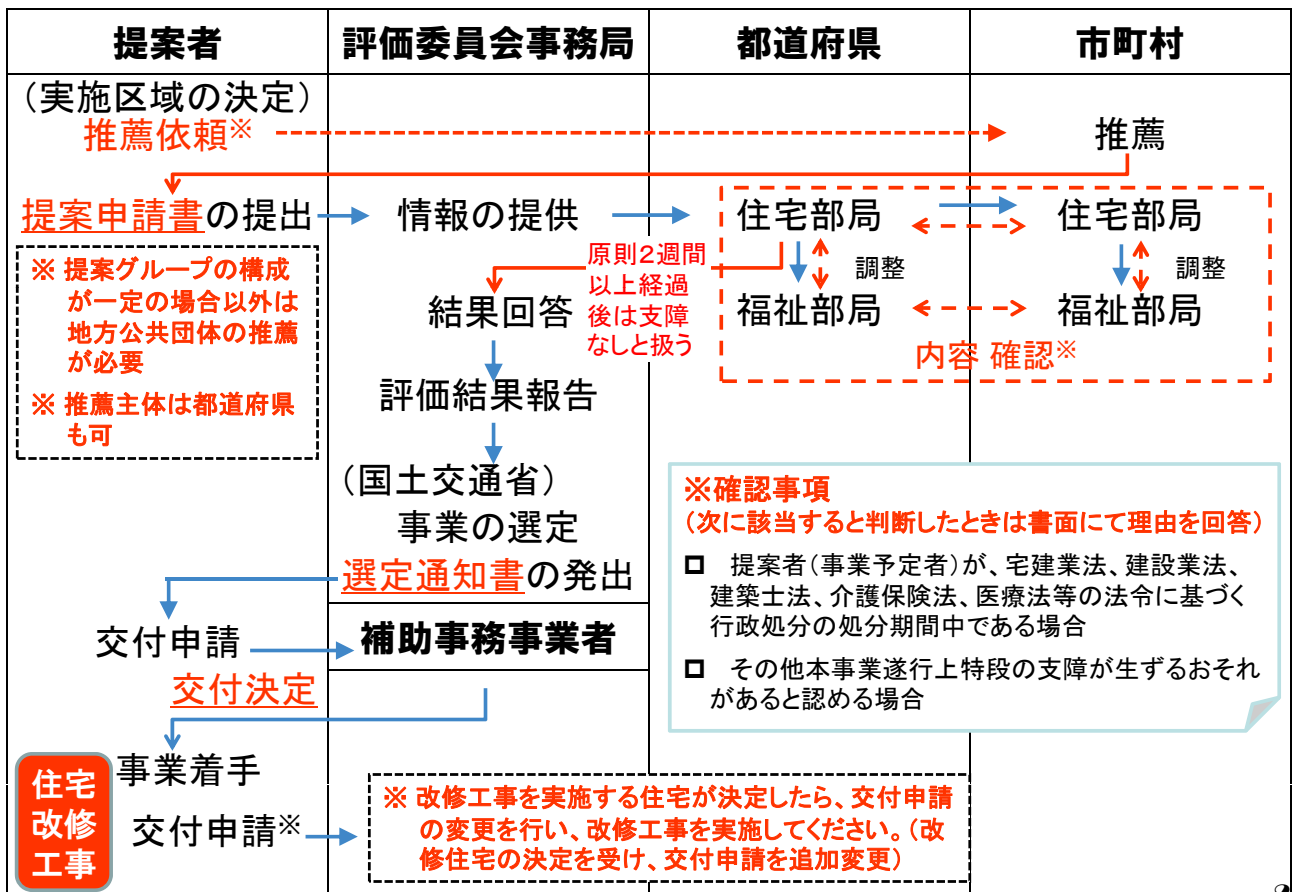 提案者
評価委員会事務局
都道府県
市町村
(実施区域の決定)
推薦依頼※
推薦
提案申請書の提出
情報の提供
住宅部局
住宅部局
※ 提案グループの構成
が一定の場合以外は
地方公共団体の推薦
が必要
※ 推薦主体は都道府県
も可
原則2週間
以上経過
後は支障
なしと扱う
調整
調整
結果回答
福祉部局
福祉部局
内容 確認※
評価結果報告
(国土交通省)
事業の選定
選定通知書の発出
※確認事項
(次に該当すると判断したときは書面にて理由を回答)
提案者(事業予定者)が、宅建業法、建設業法、
建築士法、介護保険法、医療法等の法令に基づく
行政処分の処分期間中である場合
その他本事業遂行上特段の支障が生ずるおそれ
があると認める場合
交付申請
補助事務事業者
交付決定
事業着手
住宅
改修
工事
交付申請※
※ 改修工事を実施する住宅が決定したら、交付申請
の変更を行い、改修工事を実施してください。(改
修住宅の決定を受け、交付申請を追加変更)